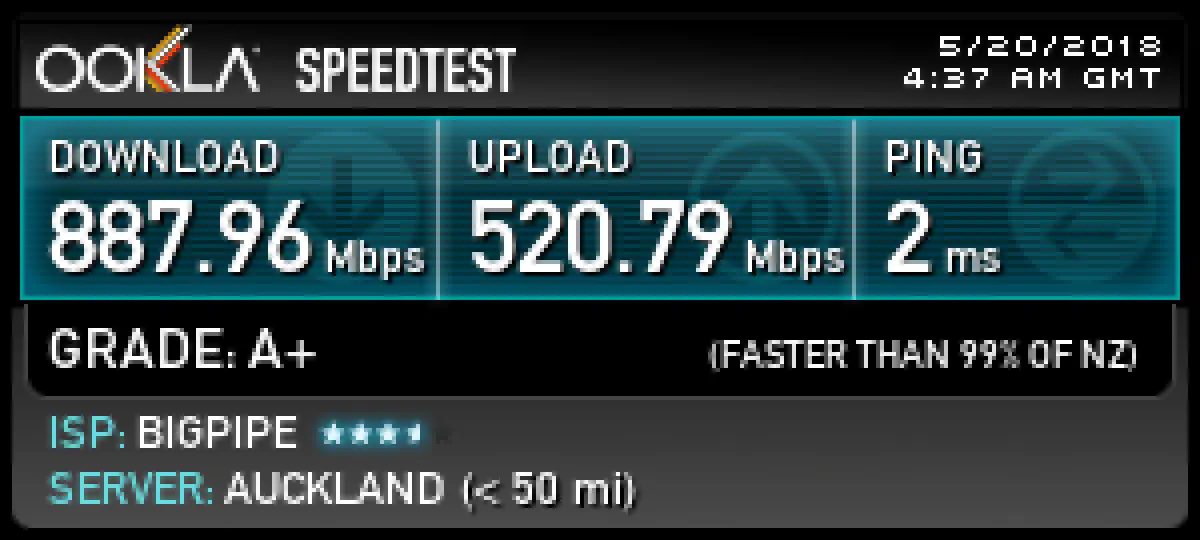 OOKLA SPEEDTEST
5/20/2018
4:37 AM GMT
DOWNLOAD
887.96 Mbps
UPLOAD
520.79 Mbps
PING
2 ms
GRADE: A+
(FASTER THAN 99% OF NZ)
ISP: BIGPIPE
SERVER: AUCKLAND (< 50 mi)